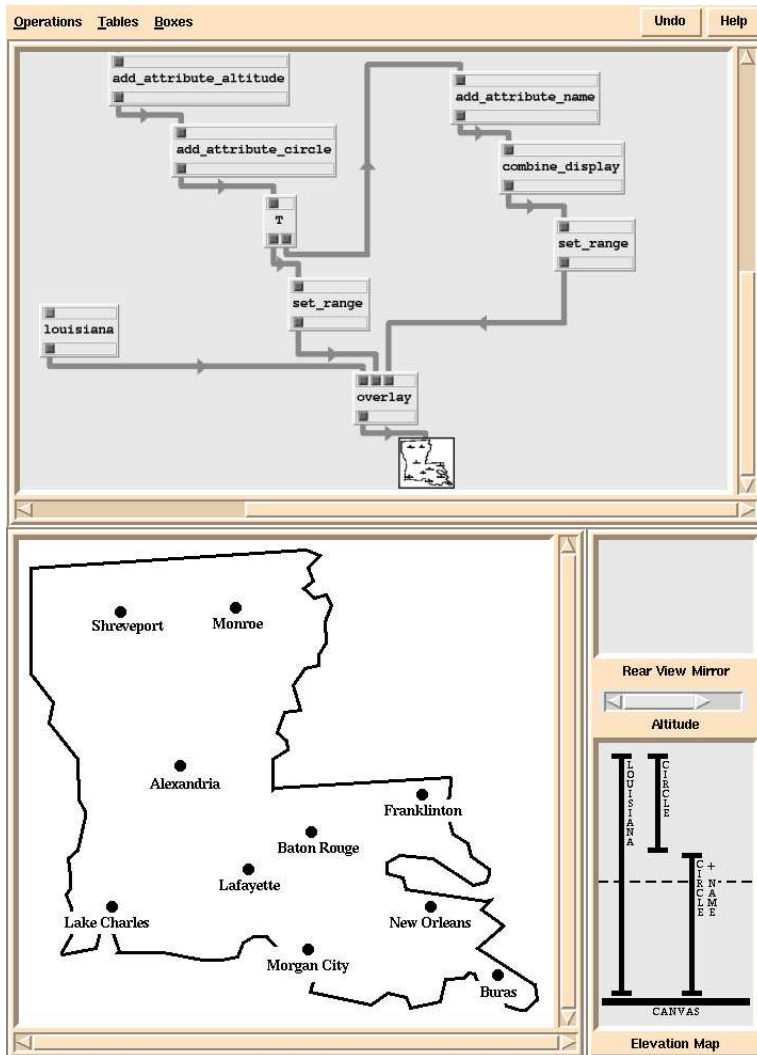 Operations Tables Boxes Undo Help
add_attribute_altitude
add_attribute_name
add_attribute_circle
combine_display
T
set_range
set_range
louisiana
overlay
Shreveport
Monroe
Alexandria
Franklinton
Baton Rouge
Lafayette
Lake Charles
New Orleans
Morgan City
Buras
Rear View Mirror
Altitude
LOUISIANA
CIRCLE
CIRCLE
+ NAME
CANVAS
Elevation Map